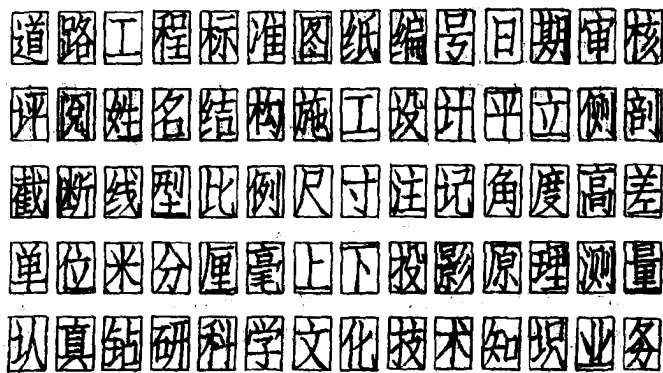 道路工程标准图纸编号日期审核
坪阅姓名结构施工设计平立侧剖
截断线型比例尺寸注记角度高差
单位米分厘毫上下投影原理测量
认真钻研科学文化技术知识业务